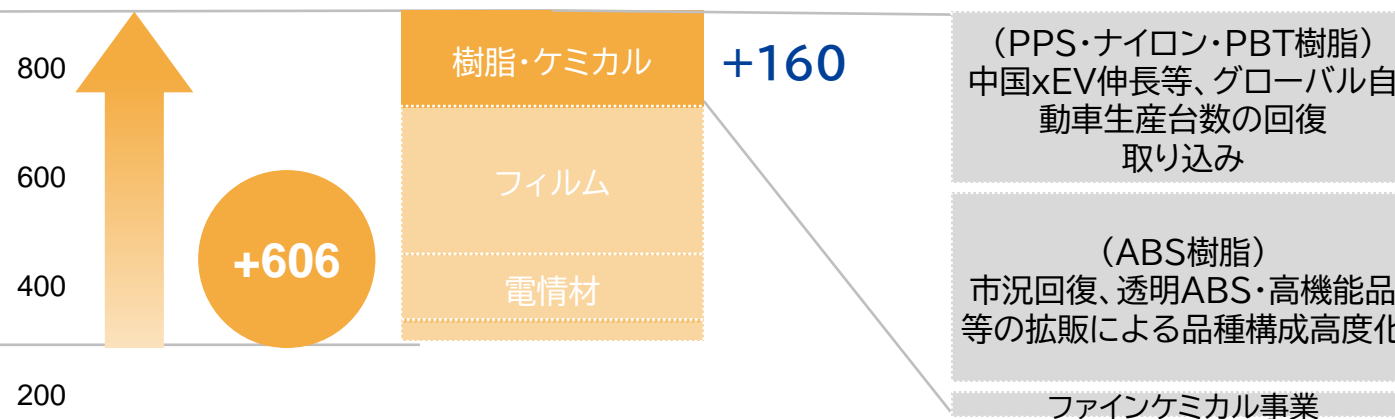 800
600
400
200
+606
樹脂・ケミカル
フィルム
電情材
+160
（PPS・ナイロン・PBT樹脂）
中国xEV伸長等、グローバル自
動車生産台数の回復
取り込み
（ABS樹脂）
市況回復、透明ABS・高機能品
等の拡販による品種構成高度化
ファインケミカル事業